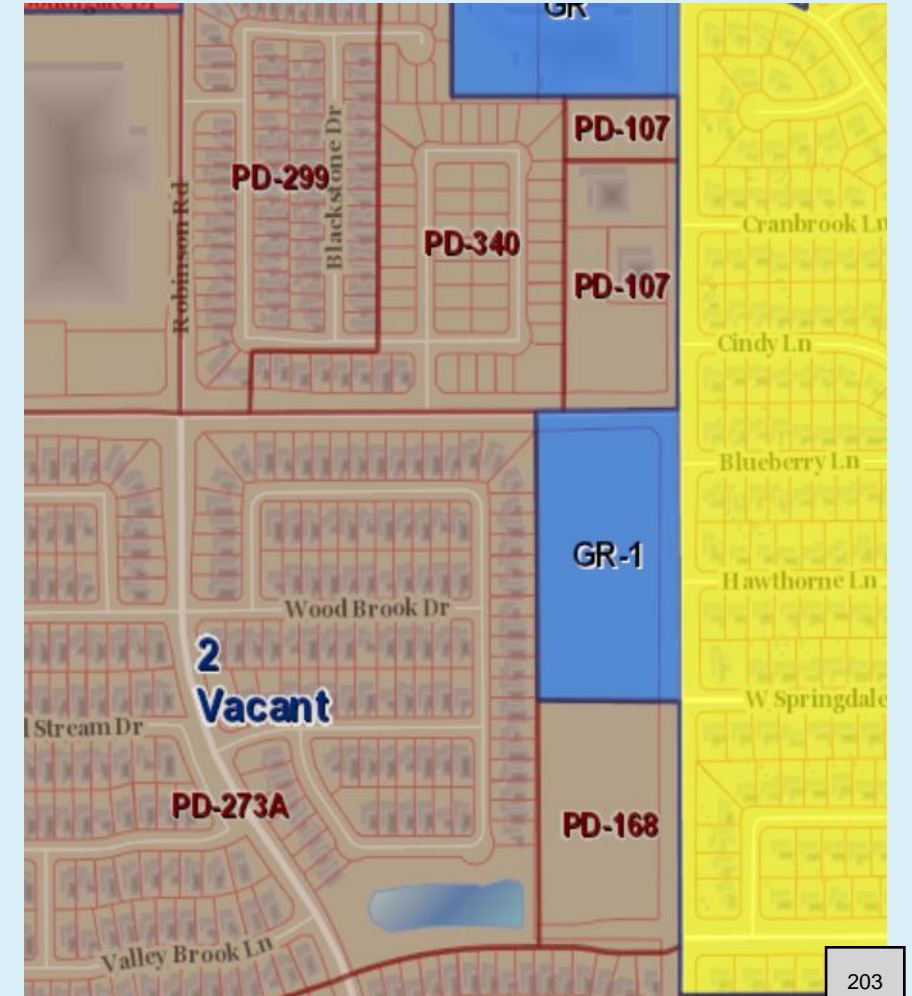 GR
PD-107
PD-299
Blackstone Dr
Robinson Rd
PD-340
Cranbrook Ln
PD-107
Cindy Ln
Blueberry Ln
GR-1
Hawthorne Ln
Wood Brook Dr
2
Vacant
W Springdale
Stream Dr
PD-273A
PD-168
Valley Brook Ln
203